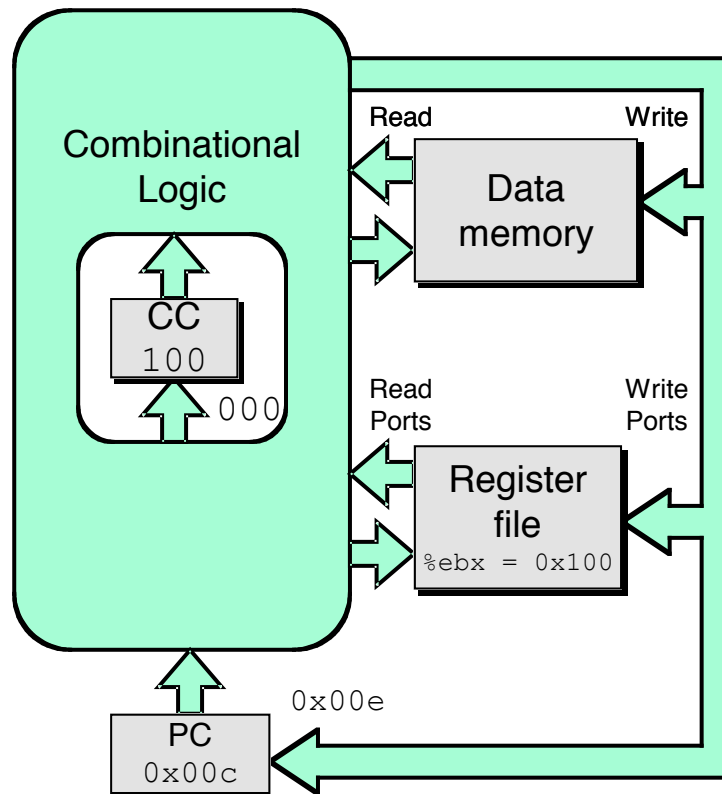 Read
Write
Combinational
Logic
Data
memory
CC
100
000
Read
Ports
Write
Ports
Register
file
%ebx = 0x100
0x00e
PC
0x00c